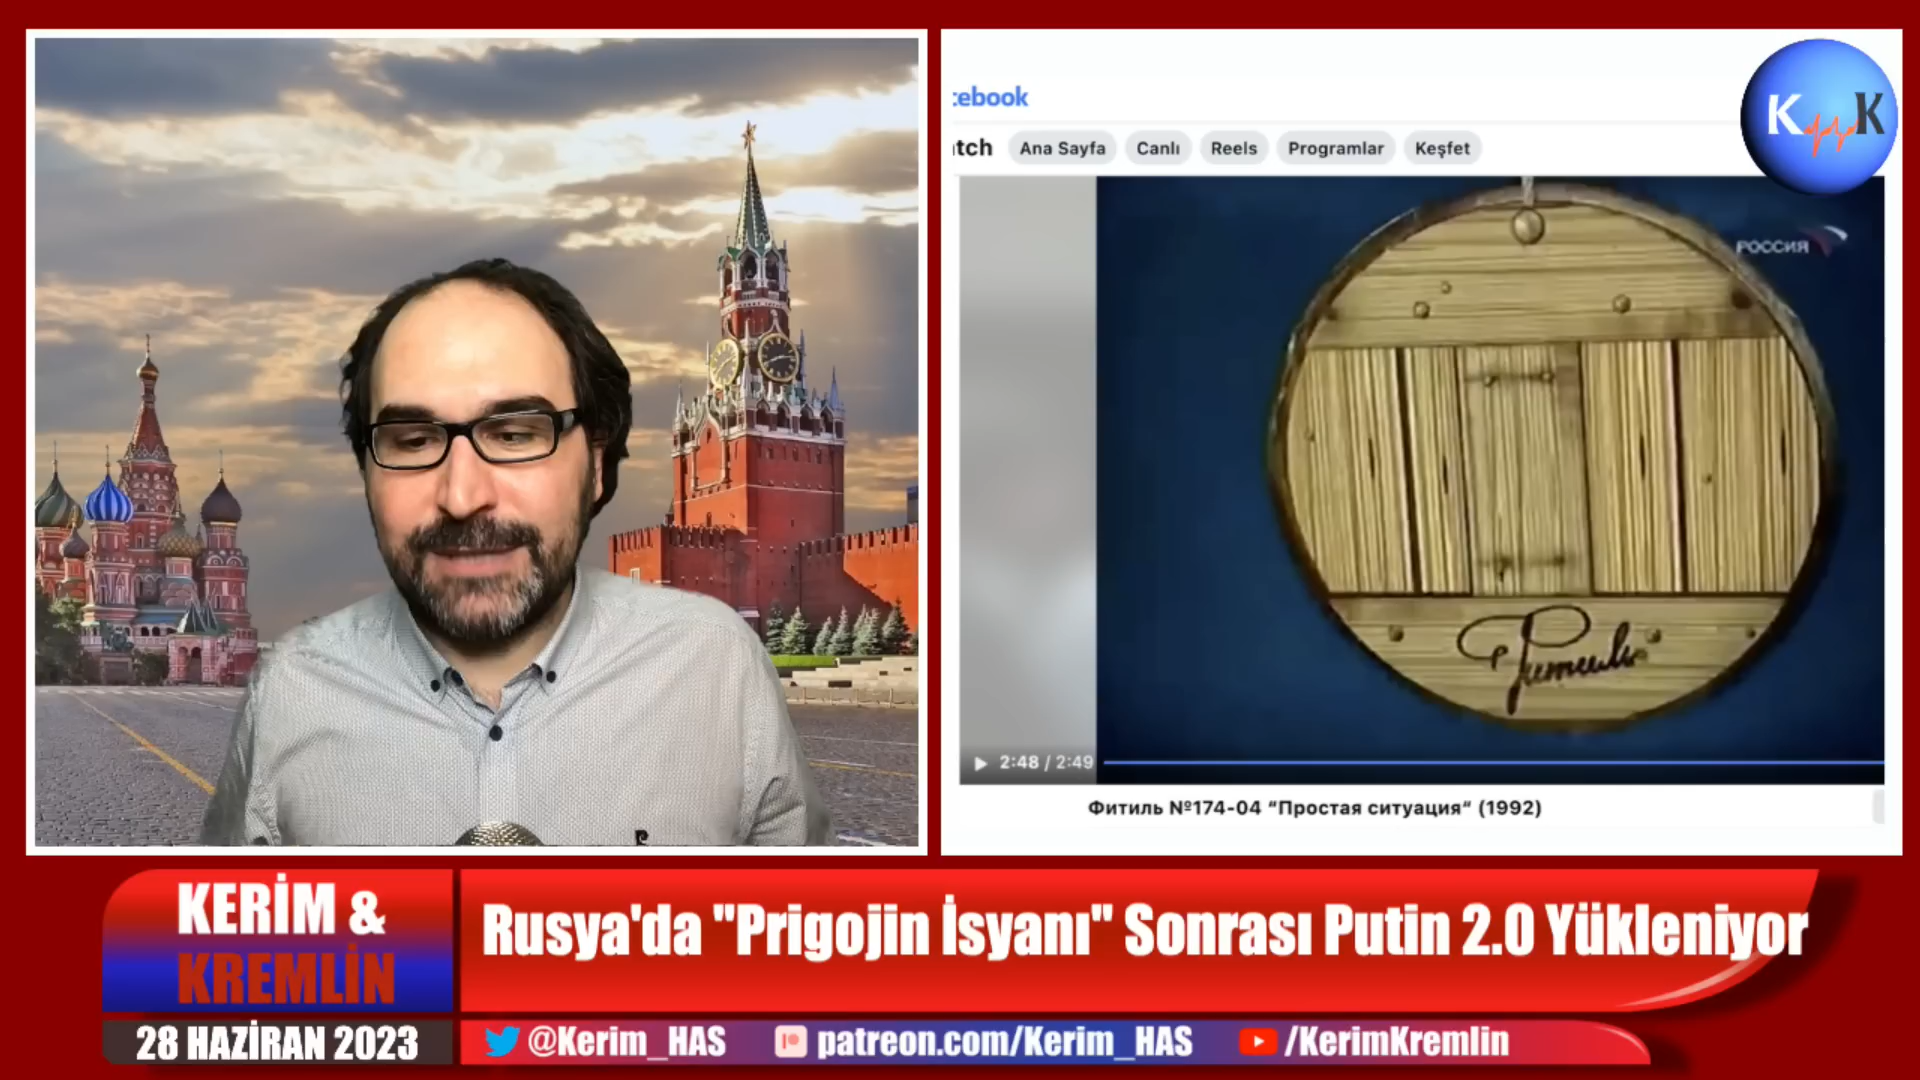 cebook
K K
tch Ana Sayfa Canlı Reels Programlar Keşfet
РОССИЯ
Фитиль
2:48 / 2:49
Фитиль №174-04 “Простая ситуация“ (1992)
KERİM &
KREMLİN
Rusya'da "Prigojin İsyanı" Sonrası Putin 2.0 Yükleniyor
28 HAZİRAN 2023
@Kerim_HAS patreon.com/Kerim_HAS /KerimKremlin